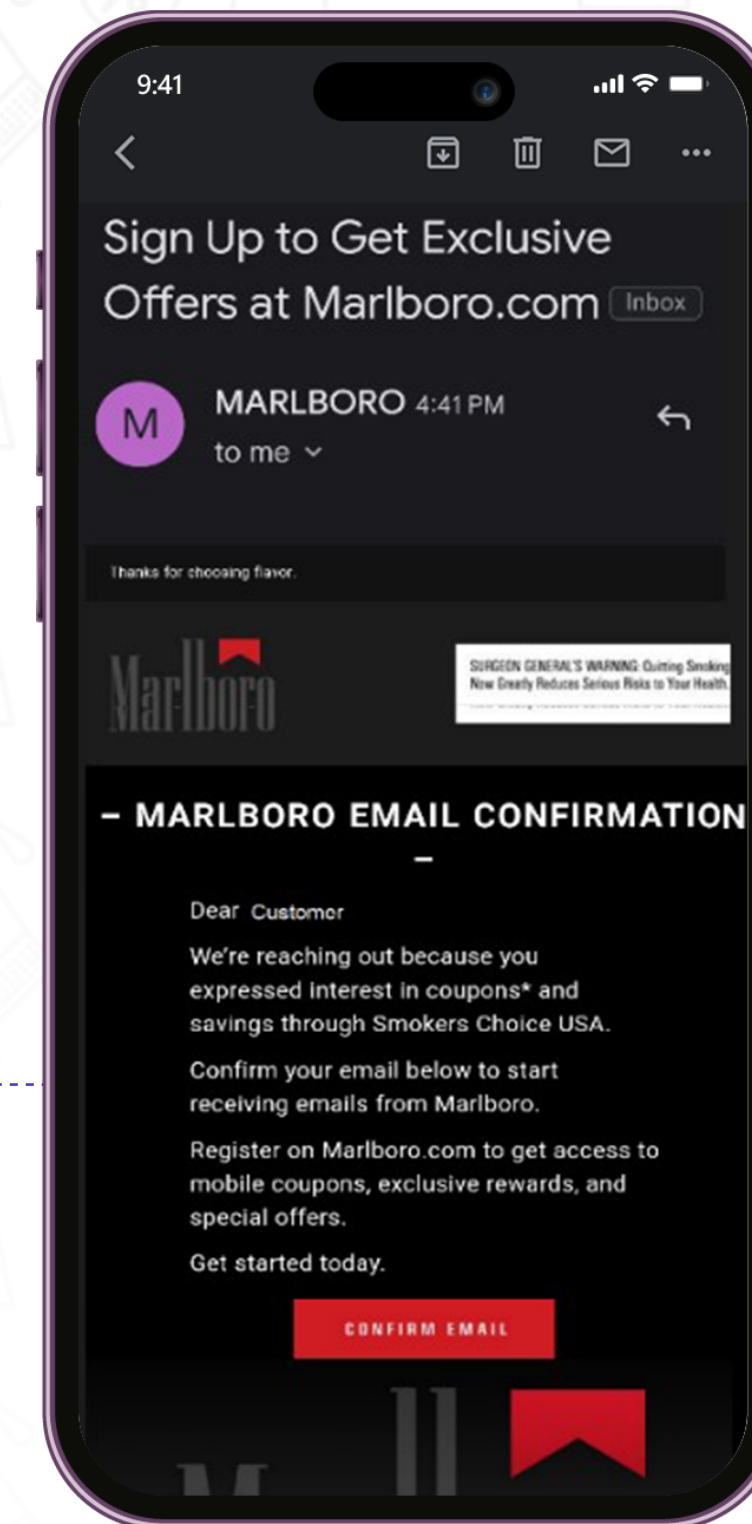 9:41
Sign Up to Get Exclusive
Offers at Marlboro.com Inbox
M
MARLBORO 4:41 PM
to me
Thanks for choosing flavor.
Marlboro
SURGEON GENERAL'S WARNING: Quitting Smoking
Now Greatly Reduces Serious Risks to Your Health.
– MARLBORO EMAIL CONFIRMATION
–
Dear Customer
We're reaching out because you
expressed interest in coupons* and
savings through Smokers Choice USA.
Confirm your email below to start
receiving emails from Marlboro.
Register on Marlboro.com to get access to
mobile coupons, exclusive rewards, and
special offers.
Get started today.
CONFIRM EMAIL